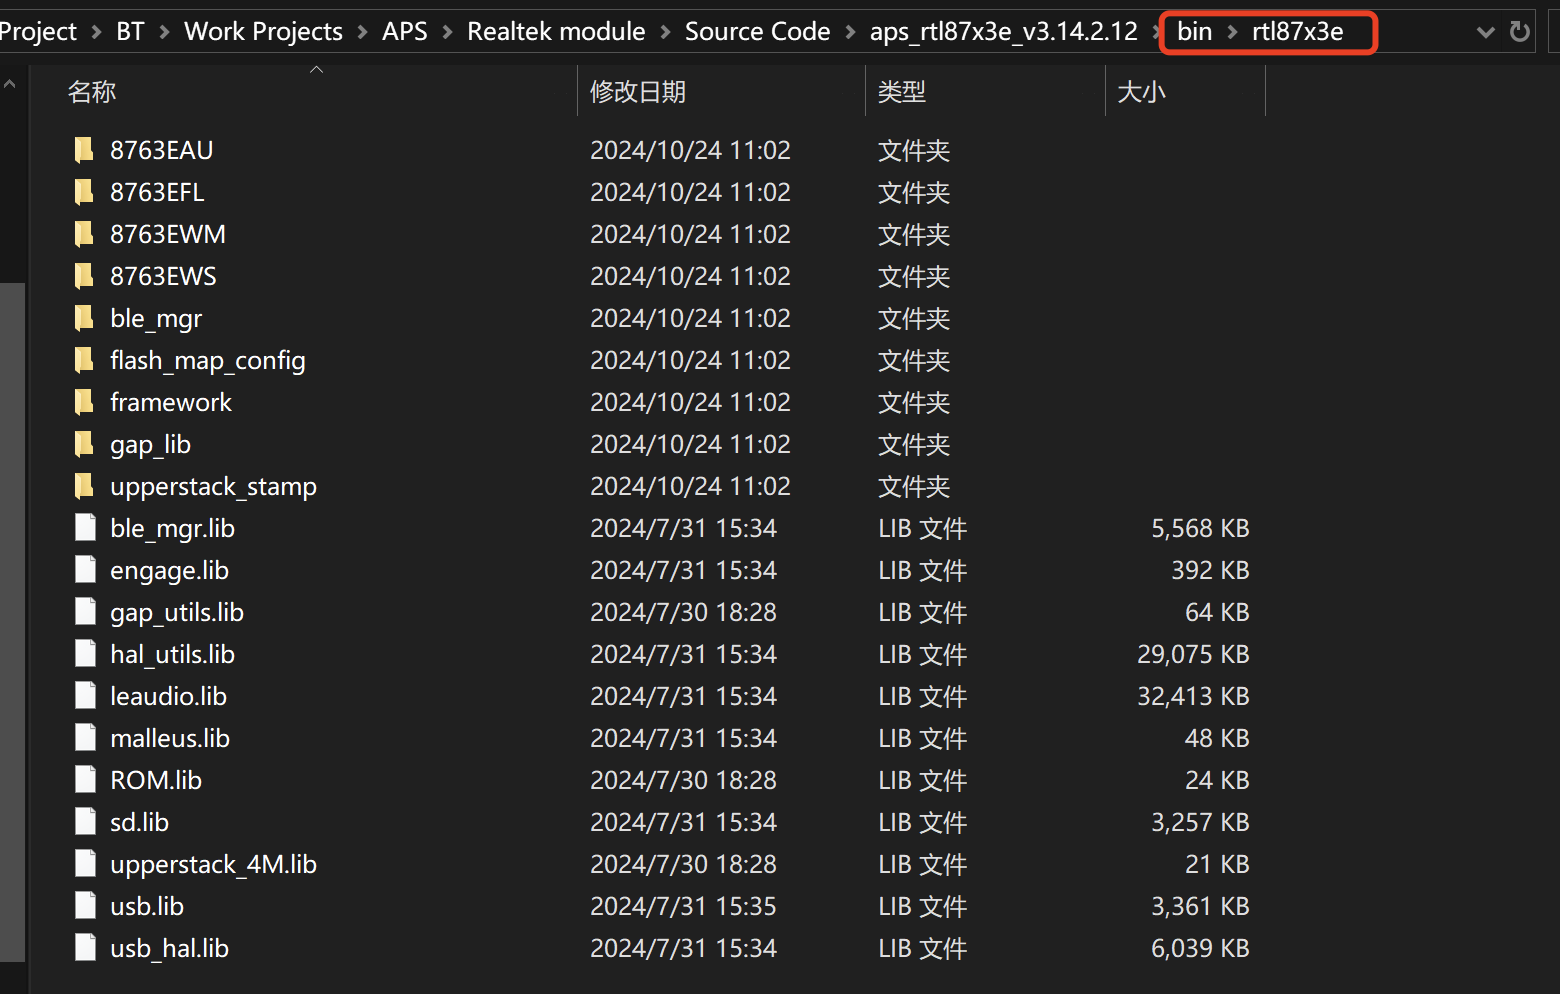 Project > BT > Work Projects > APS > Realtek module > Source Code > aps_rtl87x3e_v3.14.2.12 > bin > rtl87x3e
名称 修改日期 类型 大小
8763EAU 2024/10/24 11:02 文件夹
8763EFL 2024/10/24 11:02 文件夹
8763EWM 2024/10/24 11:02 文件夹
8763EWS 2024/10/24 11:02 文件夹
ble_mgr 2024/10/24 11:02 文件夹
flash_map_config 2024/10/24 11:02 文件夹
framework 2024/10/24 11:02 文件夹
gap_lib 2024/10/24 11:02 文件夹
upperstack_stamp 2024/10/24 11:02 文件夹
ble_mgr.lib 2024/7/31 15:34 LIB 文件 5,568 KB
engage.lib 2024/7/31 15:34 LIB 文件 392 KB
gap_utils.lib 2024/7/30 18:28 LIB 文件 64 KB
hal_utils.lib 2024/7/31 15:34 LIB 文件 29,075 KB
leaudio.lib 2024/7/31 15:34 LIB 文件 32,413 KB
malleus.lib 2024/7/31 15:34 LIB 文件 48 KB
ROM.lib 2024/7/30 18:28 LIB 文件 24 KB
sd.lib 2024/7/31 15:34 LIB 文件 3,257 KB
upperstack_4M.lib 2024/7/30 18:28 LIB 文件 21 KB
usb.lib 2024/7/31 15:35 LIB 文件 3,361 KB
usb_hal.lib 2024/7/31 15:34 LIB 文件 6,039 KB